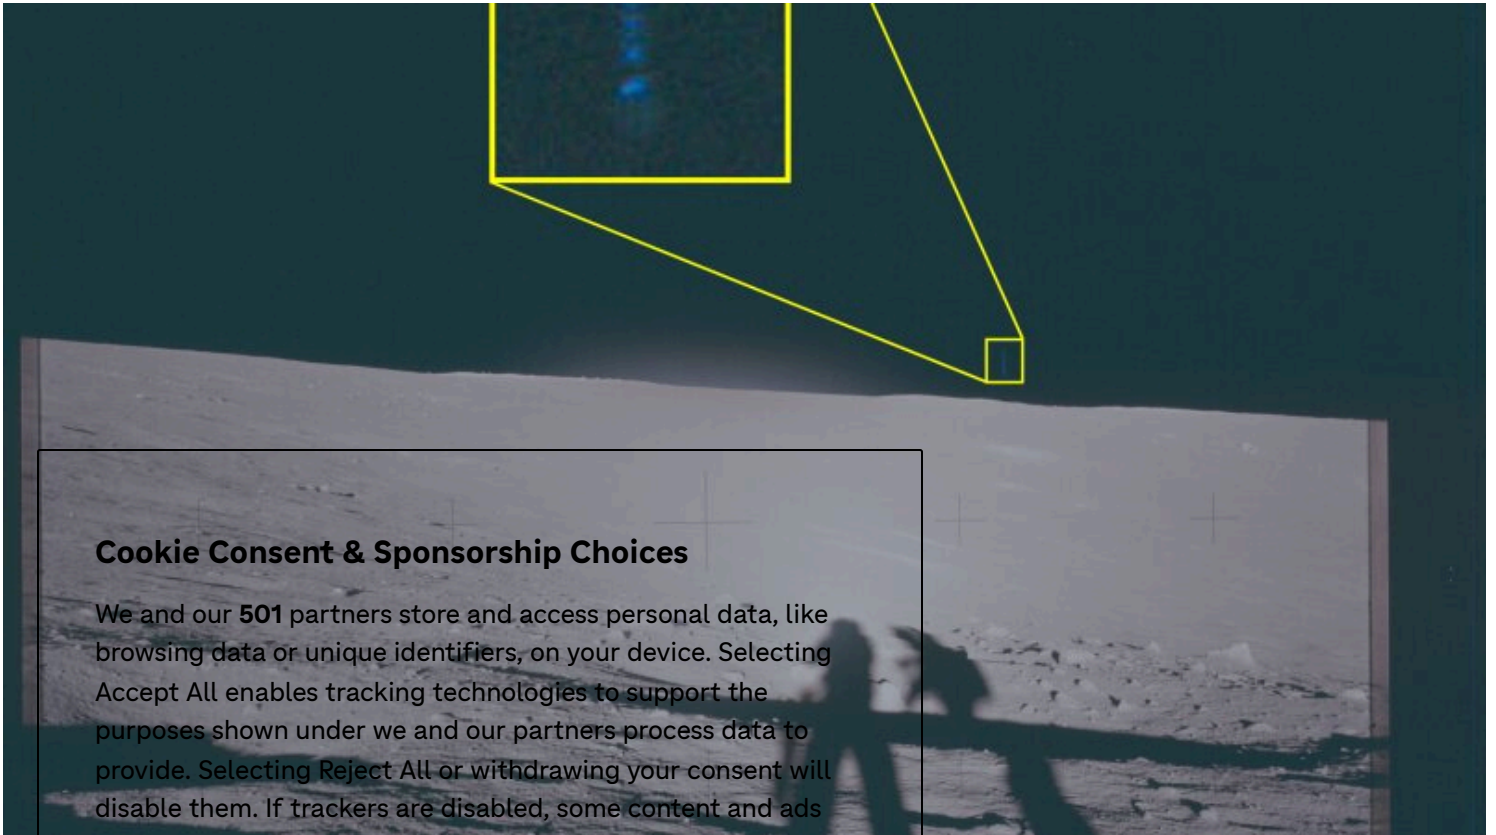 Cookie Consent & Sponsorship Choices
We and our 501 partners store and access personal data, like
browsing data or unique identifiers, on your device. Selecting
Accept All enables tracking technologies to support the
purposes shown under we and our partners process data to
provide. Selecting Reject All or withdrawing your consent will
disable them. If trackers are disabled, some content and ads